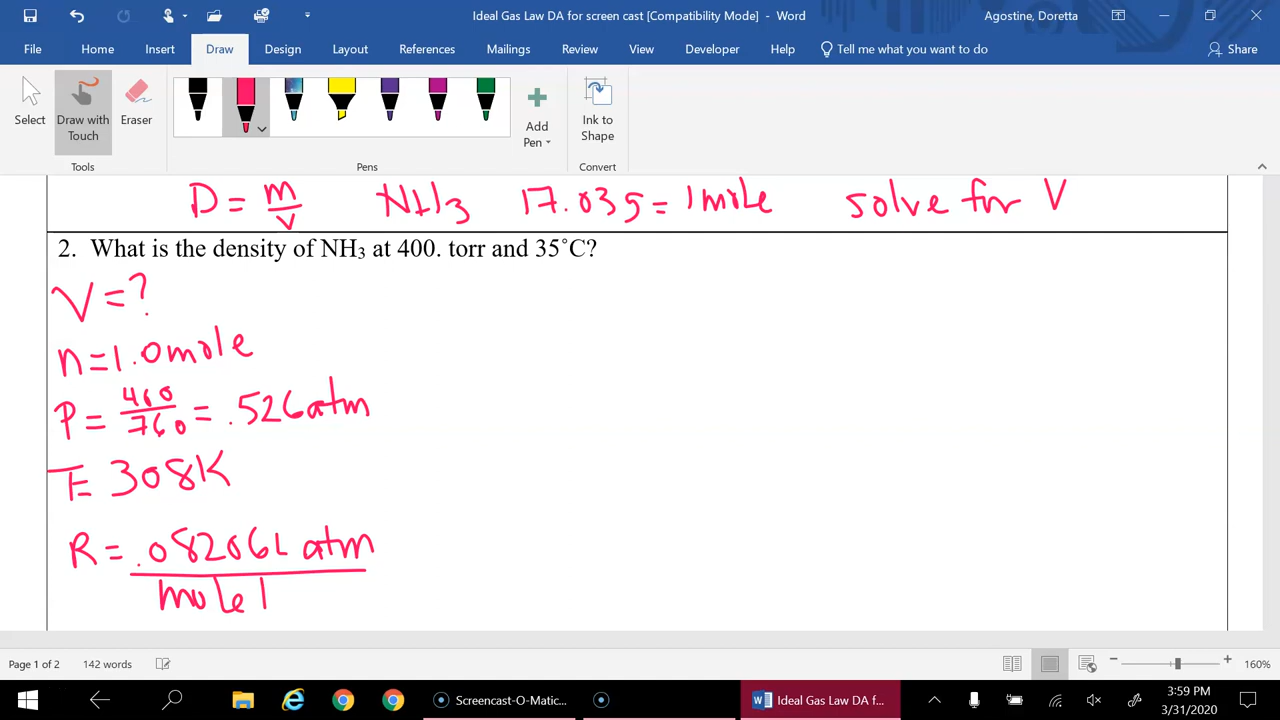 Ideal Gas Law DA for screen cast [Compatibility Mode] - Word
Agostine, Doretta
File Home Insert Draw Design Layout References Mailings Review View Developer Help Tell me what you want to do Share
Select
Draw with Touch
Eraser
Add Pen
Ink to Shape
Tools
Pens
Convert
D = m/V NH3 17.03g = 1 mole solve for V
2. What is the density of NH3 at 400. torr and 35˚C?
V = ?
n = 1.0 mole
P = 400/760 = .526 atm
T = 308K
R = .08206 L atm
mole
Page 1 of 2 142 words 160%
Screencast-O-Matic...
Ideal Gas Law DA f...
3:59 PM
3/31/2020